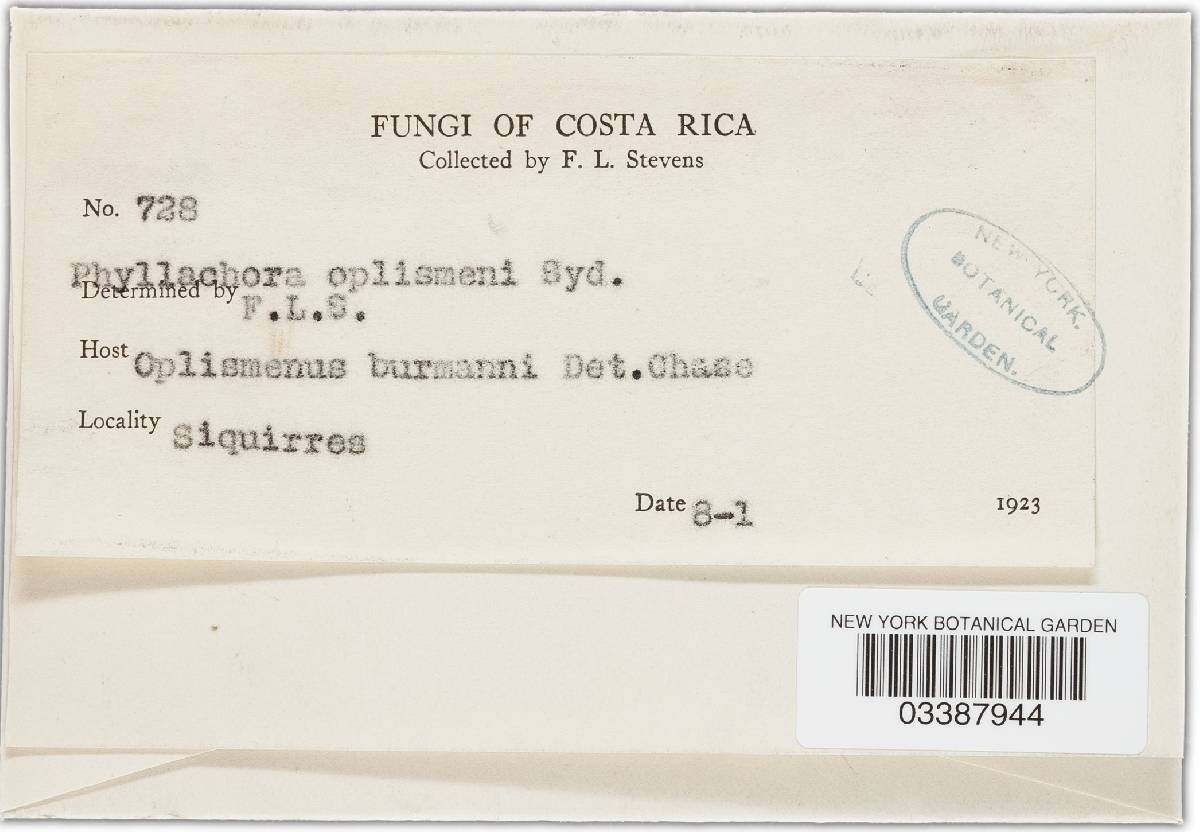 FUNGI OF COSTA RICA
Collected by F. L. Stevens
No. 728
Phyllachora oplismeni Syd.
Determined by F.L.S.
Host Oplismenus burmanni Det.Chase
Locality Siquirres
Date 8-1 1923
NEW YORK.
BOTANICAL
GARDEN.
NEW YORK BOTANICAL GARDEN
03387944